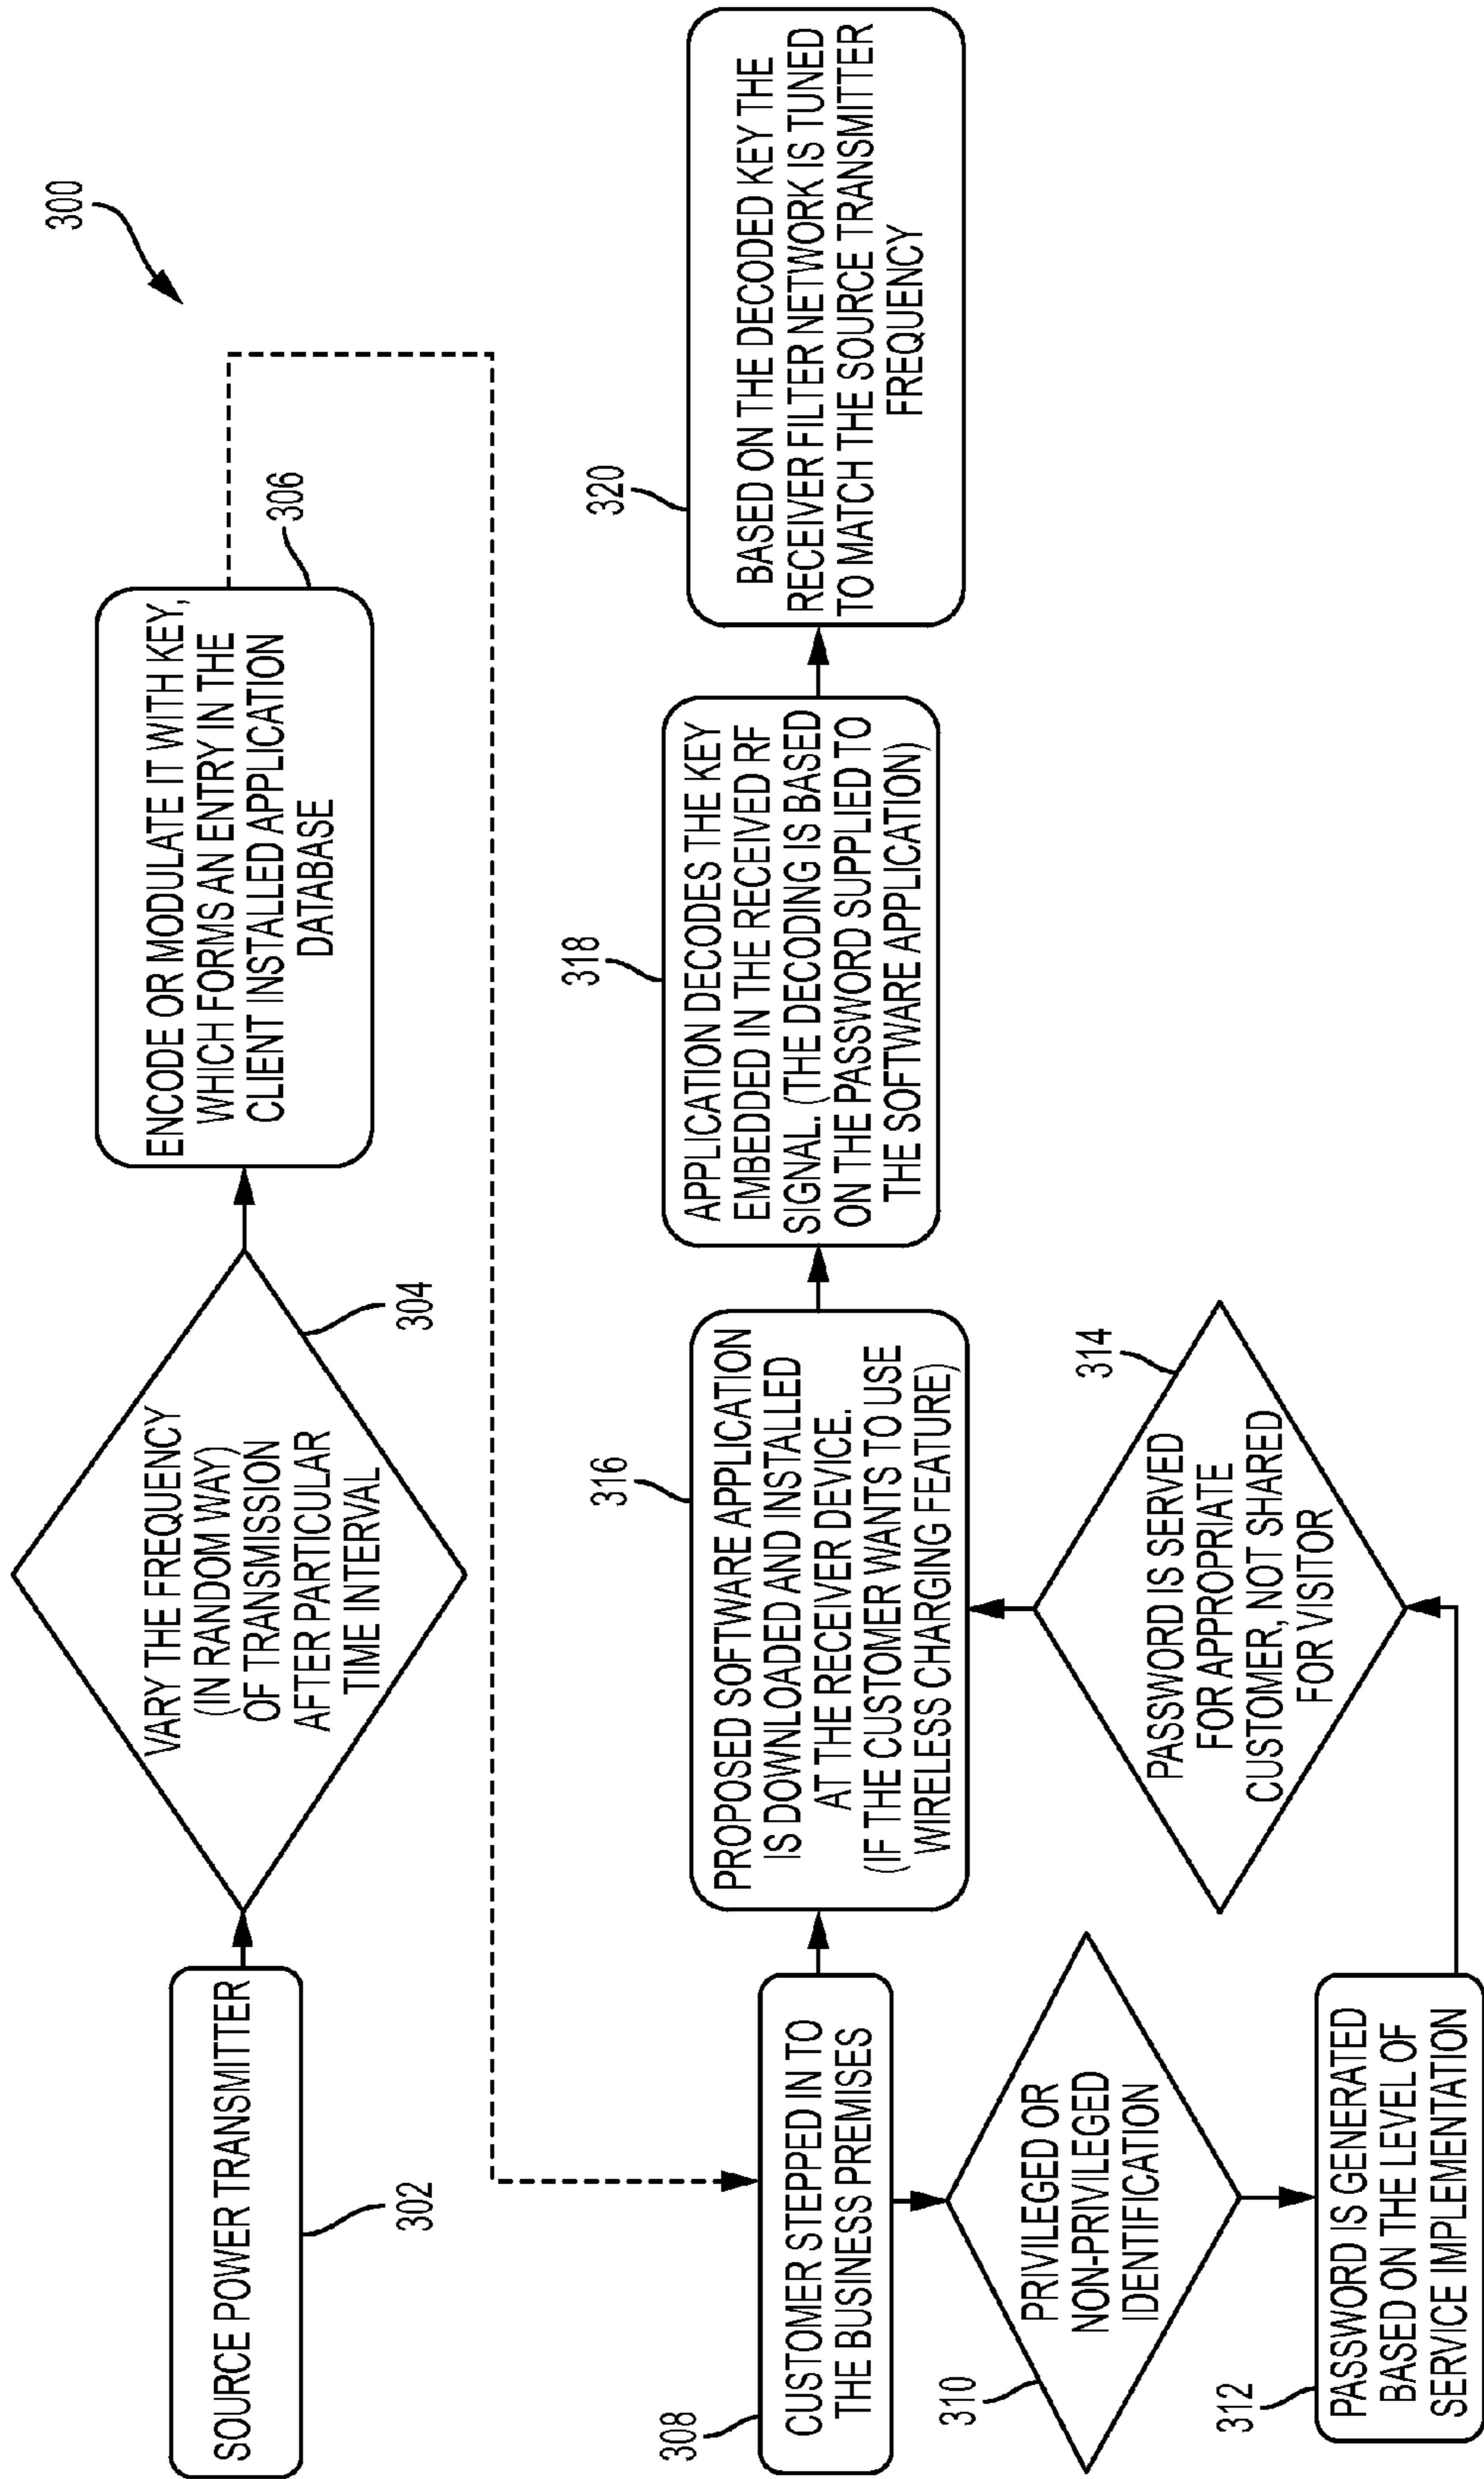 300
SOURCE POWER TRANSMITTER
302
VARY THE FREQUENCY
(IN RANDOM WAY)
OF TRANSMISSION
AFTER PARTICULAR
TIME INTERVAL
304
ENCODE OR MODULATE IT WITH KEY,
WHICH FORMS AN ENTRY IN THE
CLIENT INSTALLED APPLICATION
DATABASE
306
308
CUSTOMER STEPPED IN TO
THE BUSINESS PREMISES
310
PRIVILEGED OR
NON-PRIVILEGED
IDENTIFICATION
312
PASSWORD IS GENERATED
BASED ON THE LEVEL OF
SERVICE IMPLEMENTATION
314
PASSWORD IS SERVED
FOR APPROPRIATE
CUSTOMER, NOT SHARED
FOR VISITOR
316
PROPOSED SOFTWARE APPLICATION
IS DOWNLOADED AND INSTALLED
AT THE RECEIVER DEVICE.
(IF THE CUSTOMER WANTS TO USE
WIRELESS CHARGING FEATURE)
318
APPLICATION DECODES THE KEY
EMBEDDED IN THE RECEIVED RF
SIGNAL. (THE DECODING IS BASED
ON THE PASSWORD SUPPLIED TO
THE SOFTWARE APPLICATION)
320
BASED ON THE DECODED KEY THE
RECEIVER FILTER NETWORK IS TUNED
TO MATCH THE SOURCE TRANSMITTER
FREQUENCY